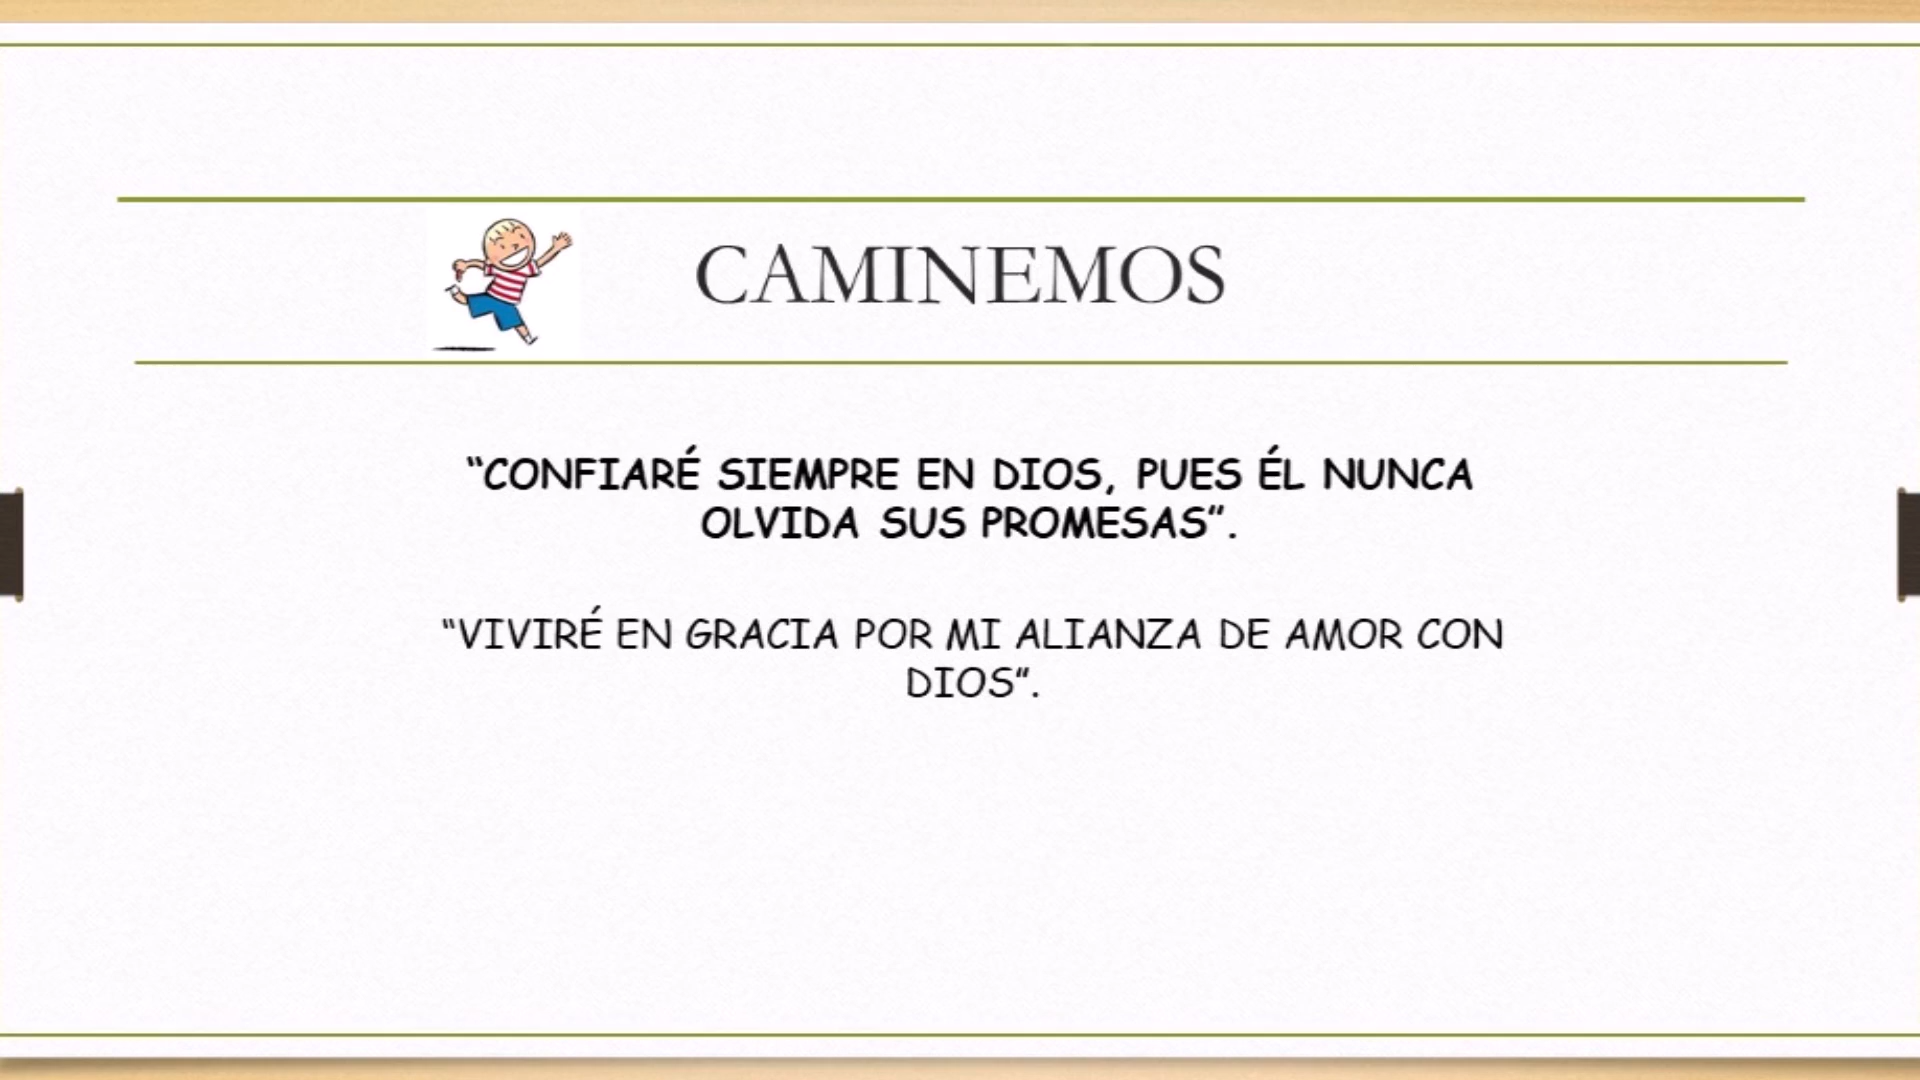 CAMINEMOS
“CONFIARÉ SIEMPRE EN DIOS, PUES ÉL NUNCA
OLVIDA SUS PROMESAS”.
“VIVIRÉ EN GRACIA POR MI ALIANZA DE AMOR CON
DIOS”.